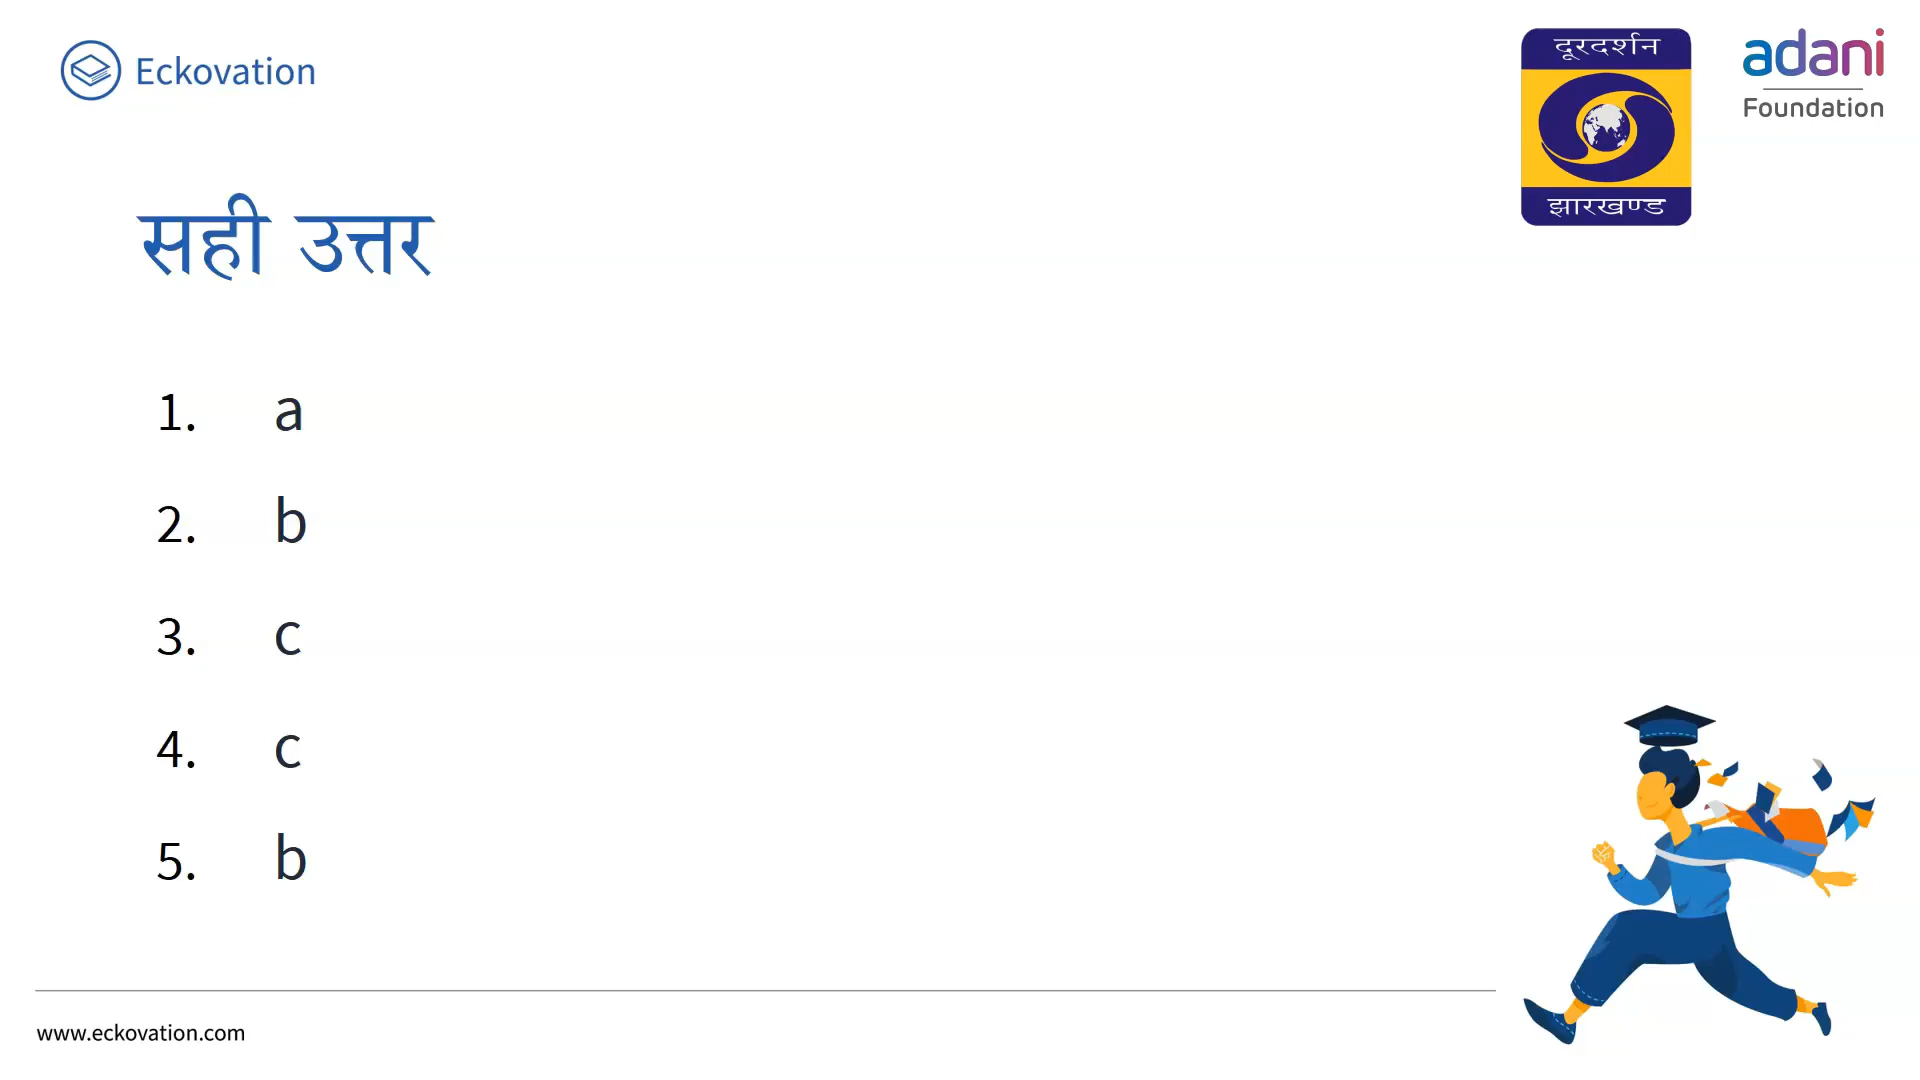 Eckovation
दूरदर्शन
झारखण्ड
adani
Foundation
सही उत्तर
1. a
2. b
3. c
4. c
5. b
www.eckovation.com